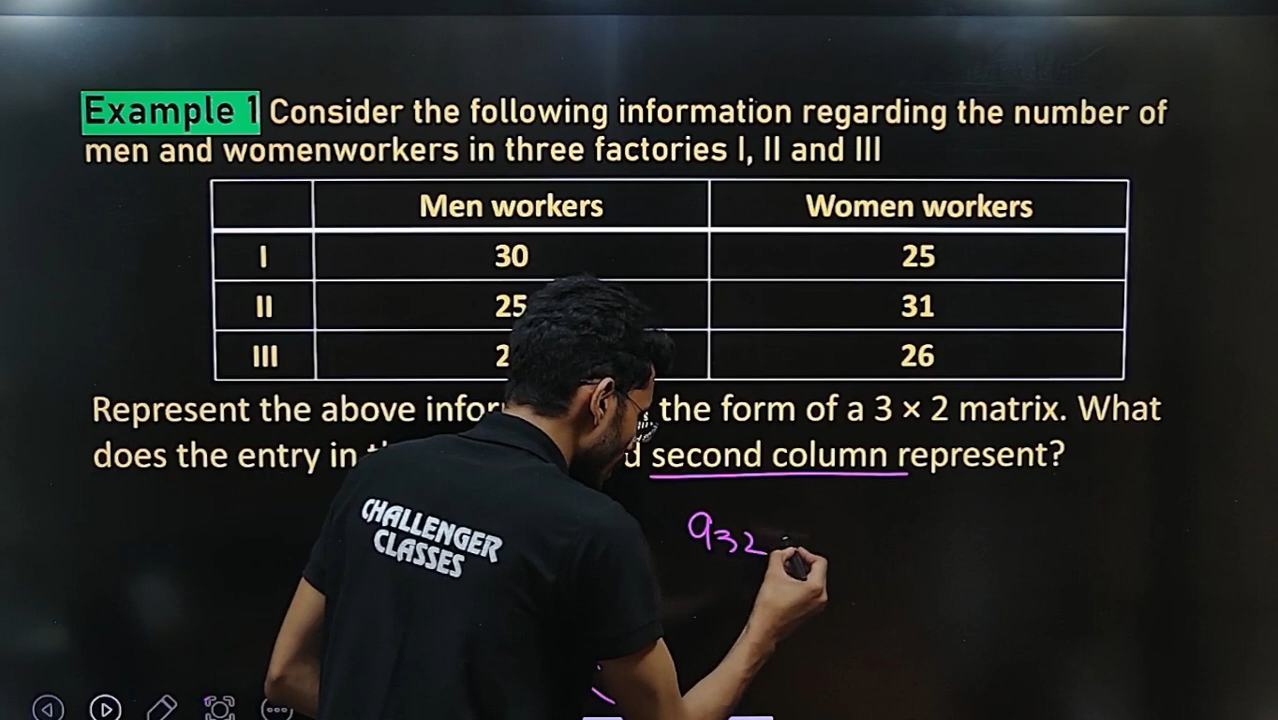 Example 1 Consider the following information regarding the number of
men and womenworkers in three factories I, II and III
Men workers Women workers
I 30 25
II 25 31
III 26
Represent the above the form of a 3 × 2 matrix. What
does the entry in second column represent?
a32
CHALLENGER
CLASSES